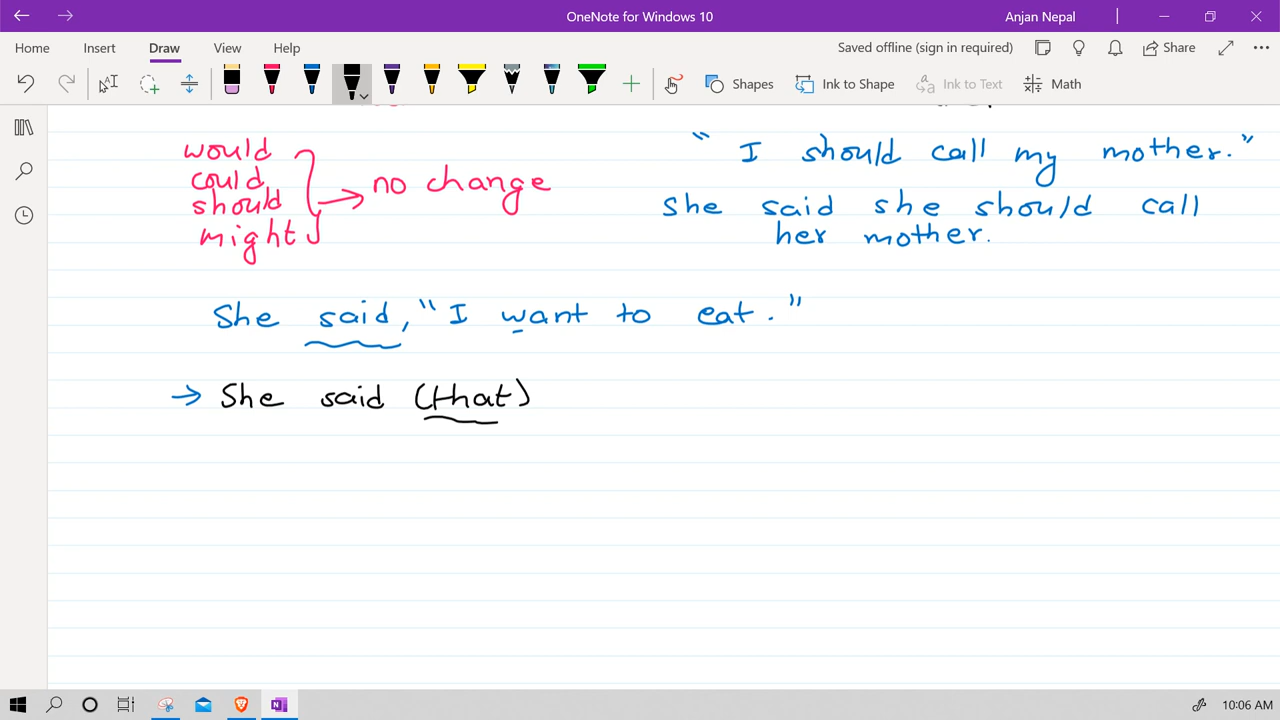 OneNote for Windows 10
Anjan Nepal
Home Insert Draw View Help
Saved offline (sign in required)
Share
Shapes
Ink to Shape
Ink to Text
Math
would
could
should
might
no change
" I should call my mother."
she said she should call
her mother.
She said, "I want to eat."
→ She said (that)
10:06 AM